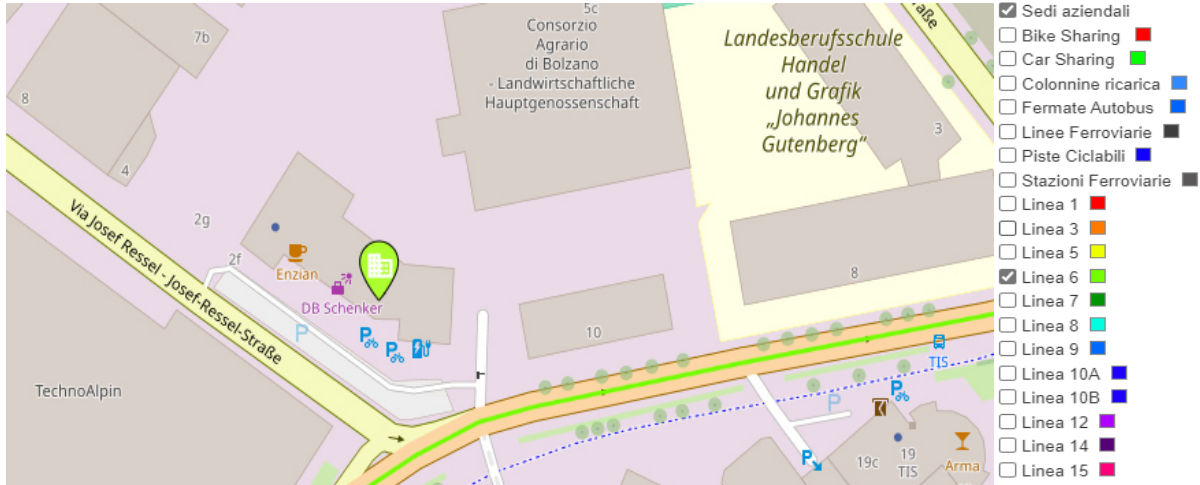 5c
Consorzio
Agrario
di Bolzano
- Landwirtschaftliche
Hauptgenossenschaft
7b
8
4
Landesberufsschule
Handel
und Grafik
„Johannes
Gutenberg“
3
aße
Via Josef Ressel - Josef-Ressel-Straße
2g
2f
Enzian
DB Schenker
P
P
P
10
8
TIS
TechnoAlpin
P
P
P
19c
19
TIS
Arma
Sedi aziendali
Bike Sharing
Car Sharing
Colonnine ricarica
Fermate Autobus
Linee Ferroviarie
Piste Ciclabili
Stazioni Ferroviarie
Linea 1
Linea 3
Linea 5
Linea 6
Linea 7
Linea 8
Linea 9
Linea 10A
Linea 10B
Linea 12
Linea 14
Linea 15